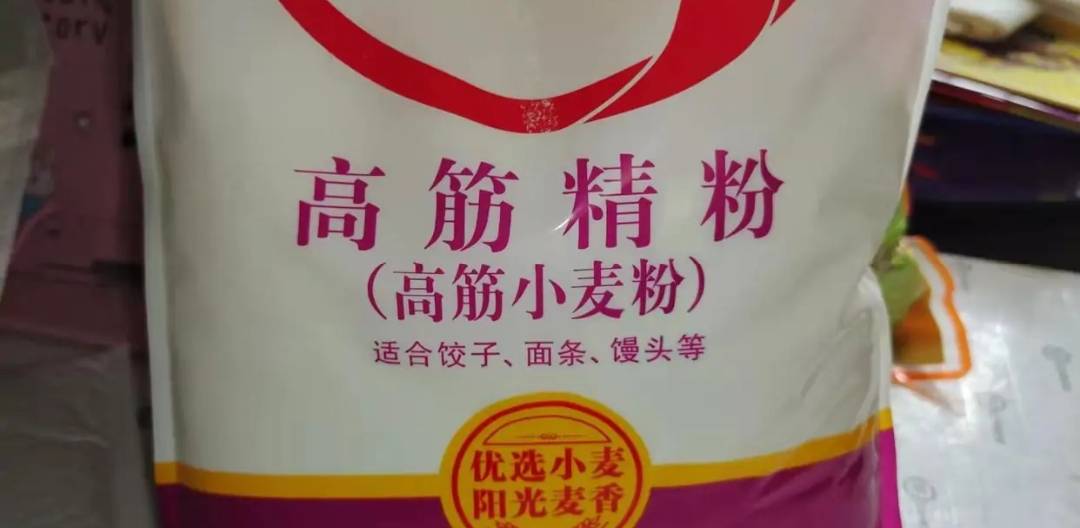 高筋精粉
（高筋小麦粉）
适合饺子、面条、馒头等
优选小麦
阳光麦香